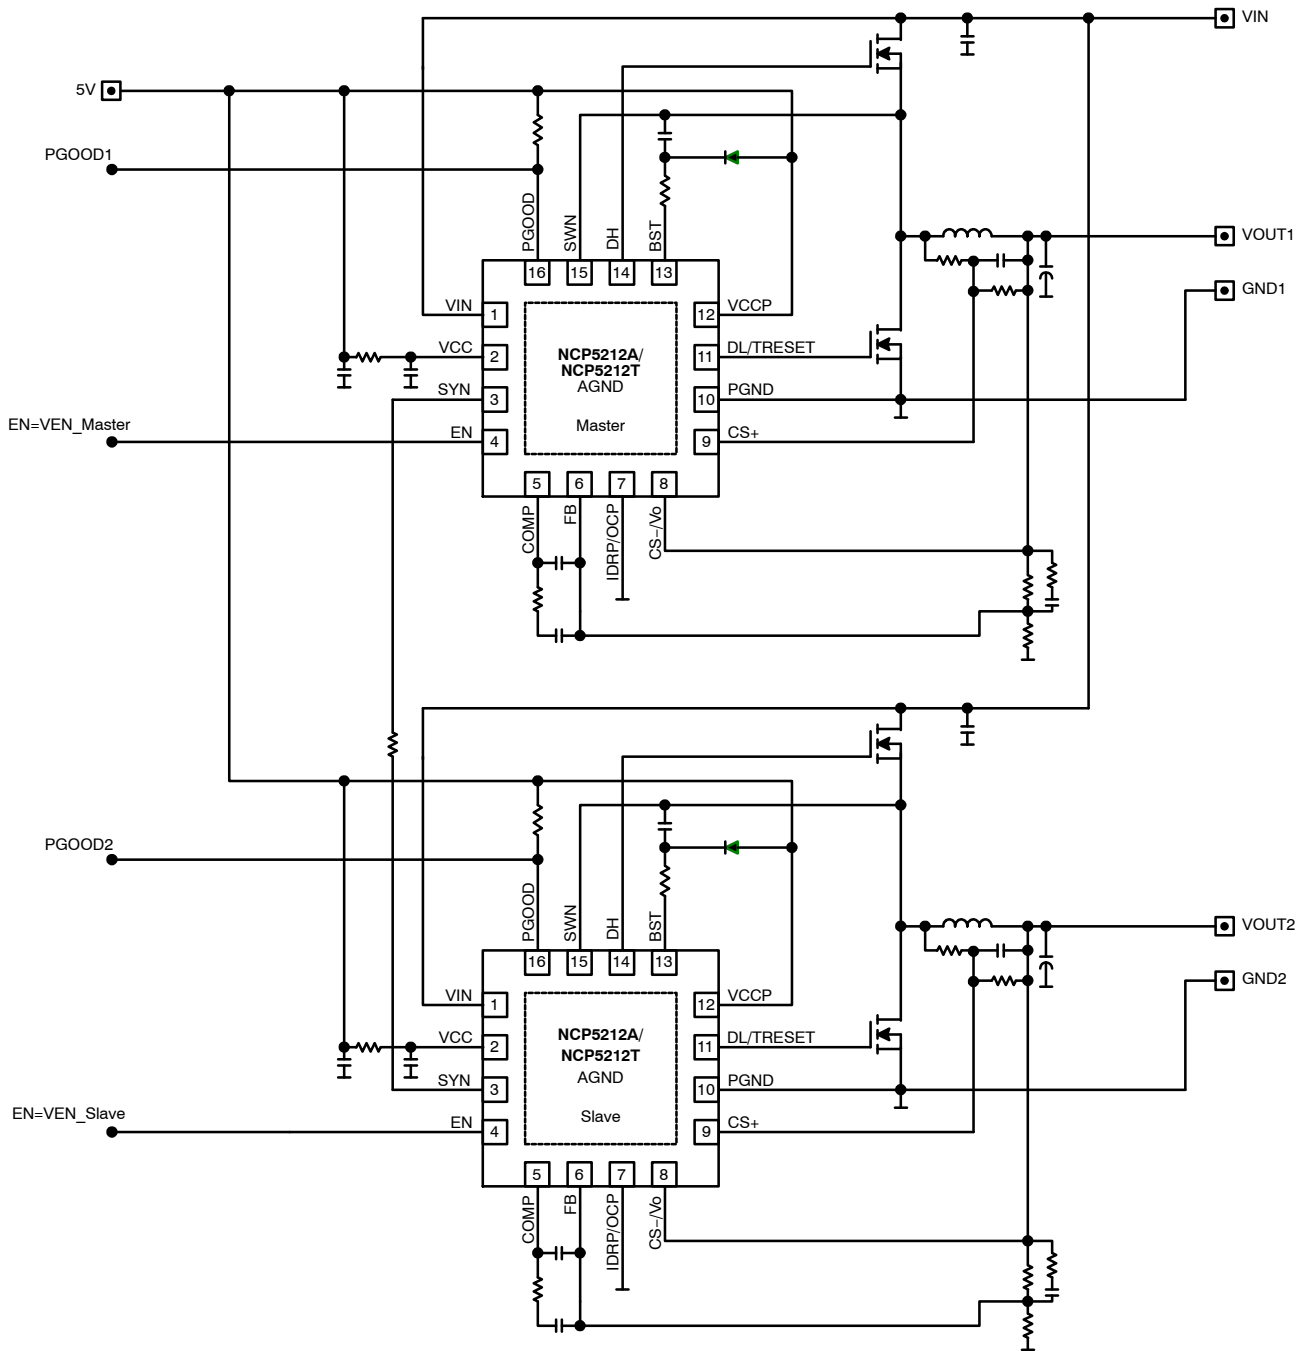 VIN
5V
PGOOD1
PGOOD
SWN
DH
BST
16
15
14
13
VOUT1
GND1
VIN
1
12
VCCP
VCC
2
11
DL/TRESET
SYN
3
10
PGND
EN=VEN_Master
EN
4
9
CS+
NCP5212A/
NCP5212T
AGND
Master
5
6
7
8
COMP
FB
IDRP/OCP
CS−/Vo
PGOOD2
PGOOD
SWN
DH
BST
16
15
14
13
VOUT2
GND2
VIN
1
12
VCCP
VCC
2
11
DL/TRESET
SYN
3
10
PGND
EN=VEN_Slave
EN
4
9
CS+
NCP5212A/
NCP5212T
AGND
Slave
5
6
7
8
COMP
FB
IDRP/OCP
CS−/Vo